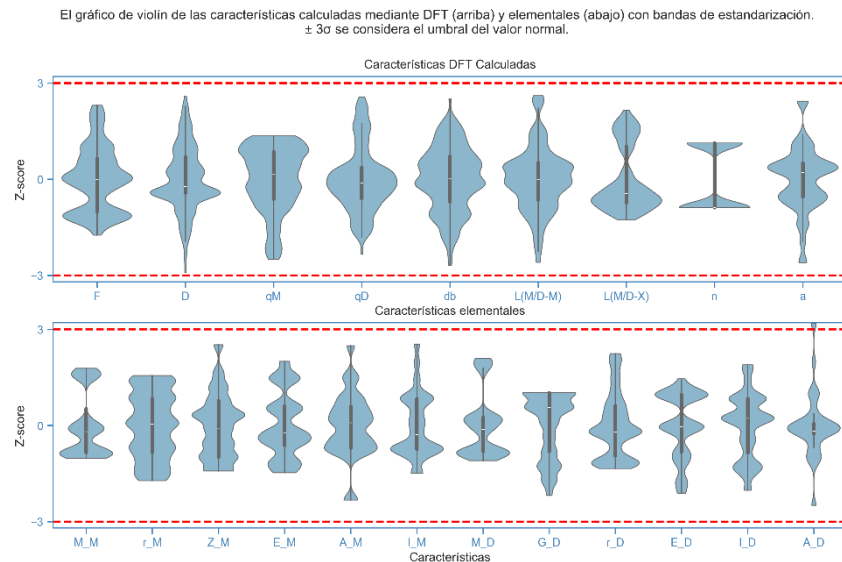 El gráfico de violín de las características calculadas mediante DFT (arriba) y elementales (abajo) con bandas de estandarización.
± 3σ se considera el umbral del valor normal.
Características DFT Calculadas
3
0
−3
Z-score
F D qM qD db L(M/D-M) L(M/D-X) n a
Características elementales
3
0
−3
Z-score
M_M r_M Z_M E_M A_M I_M M_D G_D r_D E_D I_D A_D
Características